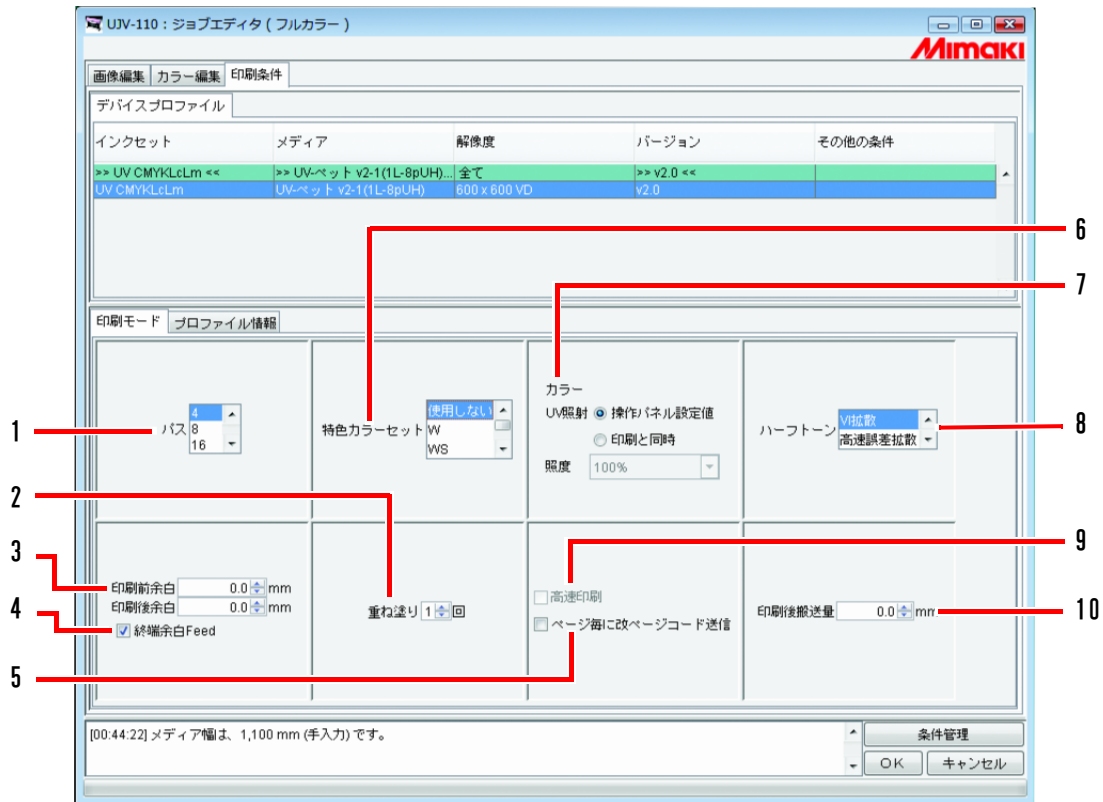 UJV-110 : ジョブエディタ ( フルカラー )
Mimaki
画像編集 カラー編集 印刷条件
デバイスプロファイル
インクセット メディア 解像度 バージョン その他の条件
>> UV CMYKLcLm << >> UV-ペット v2-1(1L-8pUH)... 全て >> v2.0 <<
UV CMYKLcLm UV-ペット v2-1(1L-8pUH) 600 x 600 VD v2.0
6
7
印刷モード プロファイル情報
1
パス
4
8
16
特色カラーセット
使用しない
W
WS
カラー
UV照射 操作パネル設定値
印刷と同時
照度 100%
ハーフトーン
VI拡散
高速誤差拡散
8
2
3
4
5
印刷前余白 0.0 mm
印刷後余白 0.0 mm
終端余白Feed
重ね塗り 1 回
高速印刷
ページ毎に改ページコード送信
9
印刷後搬送量 0.0 mm
10
[00:44:22] メディア幅は、1,100 mm (手入力) です。
条件管理
OK キャンセル